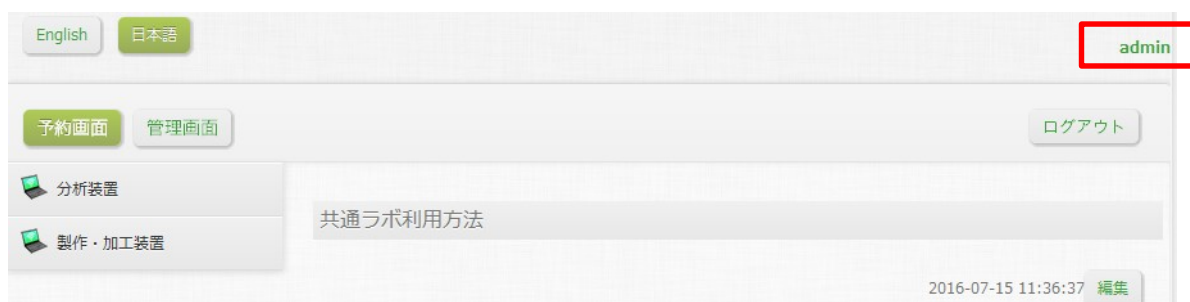 English 日本語
admin
予約画面 管理画面 ログアウト
分析装置
共通ラボ利用方法
製作・加工装置
2016-07-15 11:36:37 編集